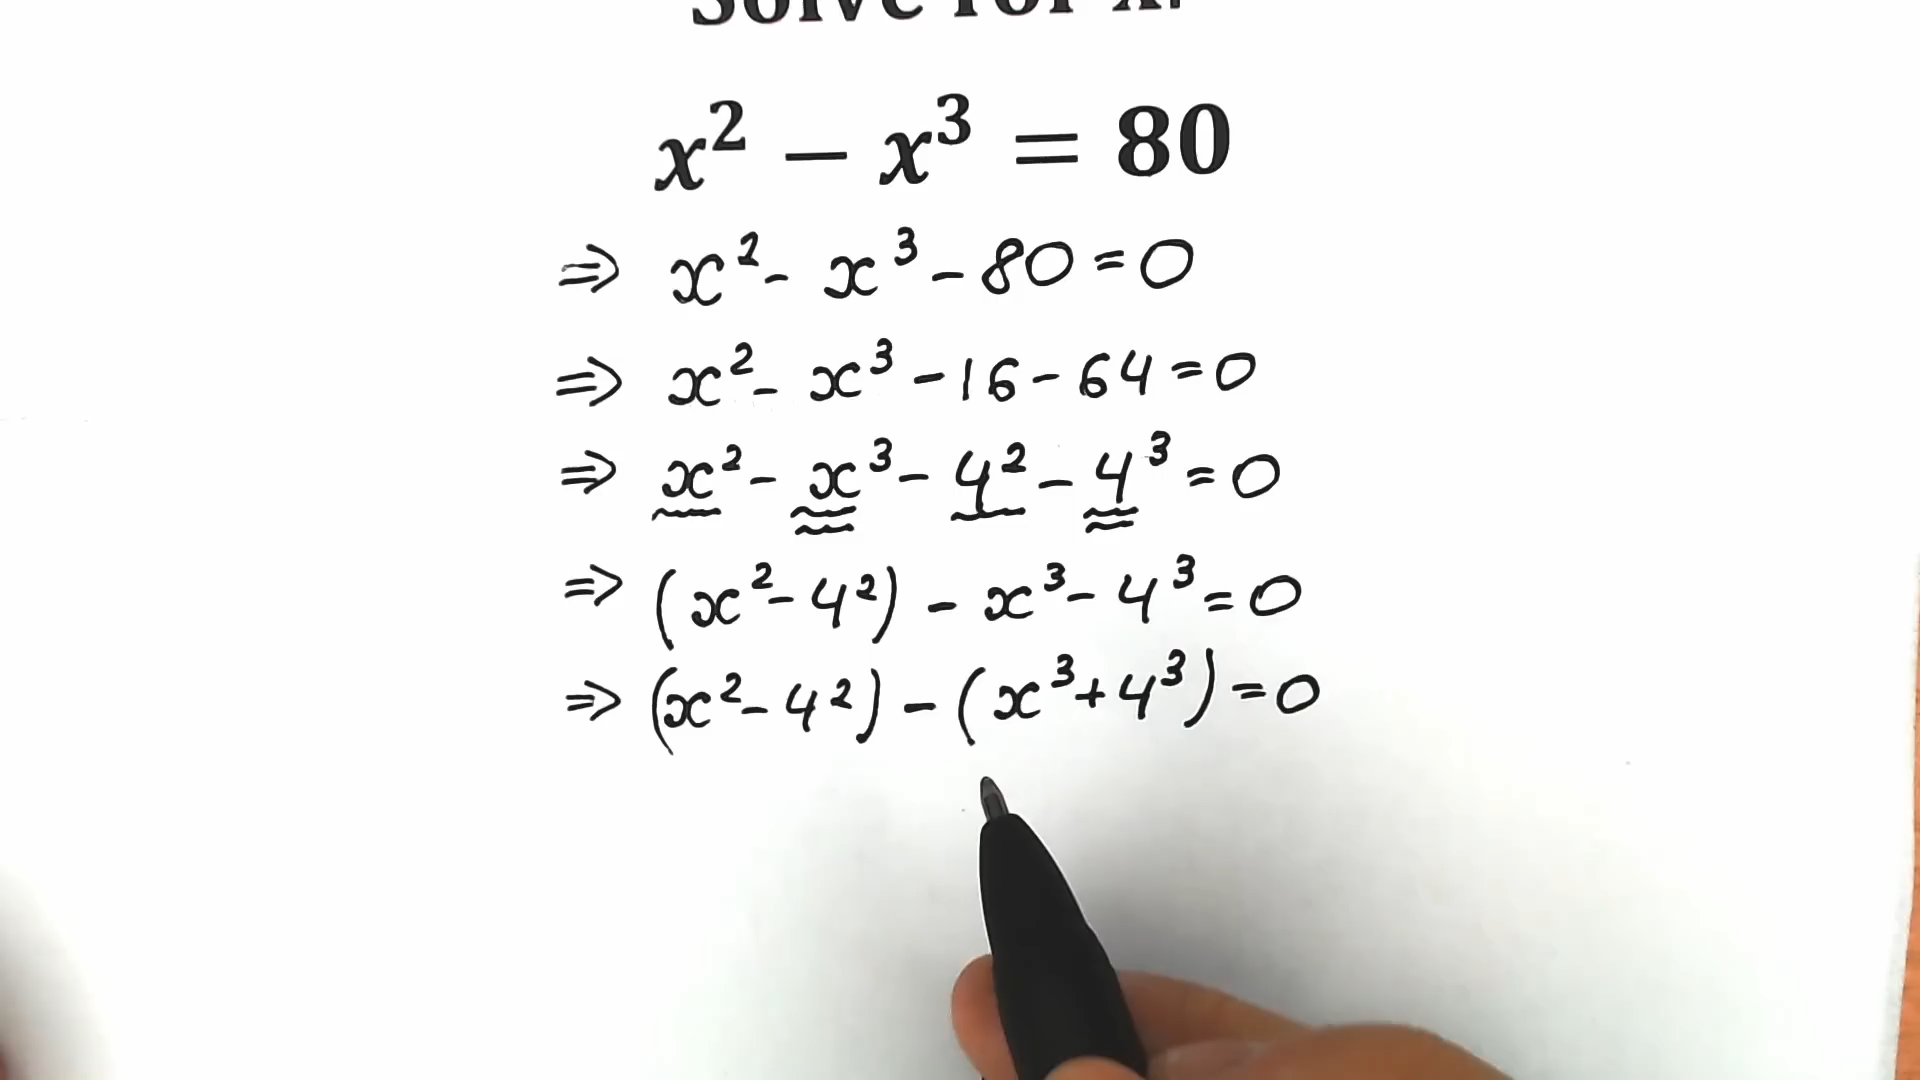 Solve for x:
x² − x³ = 80
⇒ x² - x³ - 80 = 0
⇒ x² - x³ - 16 - 64 = 0
⇒ x² - x³ - 4² - 4³ = 0
⇒ (x² - 4²) - x³ - 4³ = 0
⇒ (x² - 4²) - (x³ + 4³) = 0